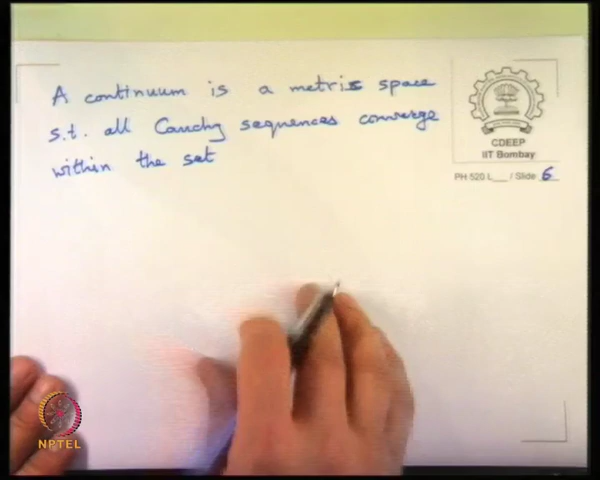 A continuum is a metric space
s.t. all Cauchy sequences converge
within the set
CDEEP
IIT Bombay
PH 520 L___ / Slide 6
NPTEL